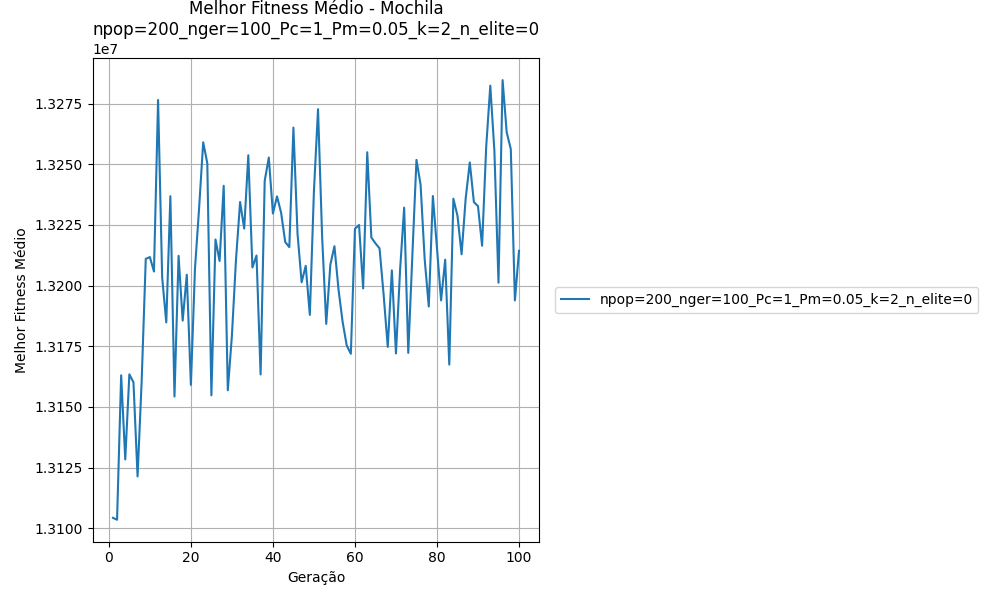 Melhor Fitness Médio - Mochila
npop=200_nger=100_Pc=1_Pm=0.05_k=2_n_elite=0
1e7
1.3275
1.3250
1.3225
1.3200
1.3175
1.3150
1.3125
1.3100
Melhor Fitness Médio
0 20 40 60 80 100
Geração
npop=200_nger=100_Pc=1_Pm=0.05_k=2_n_elite=0